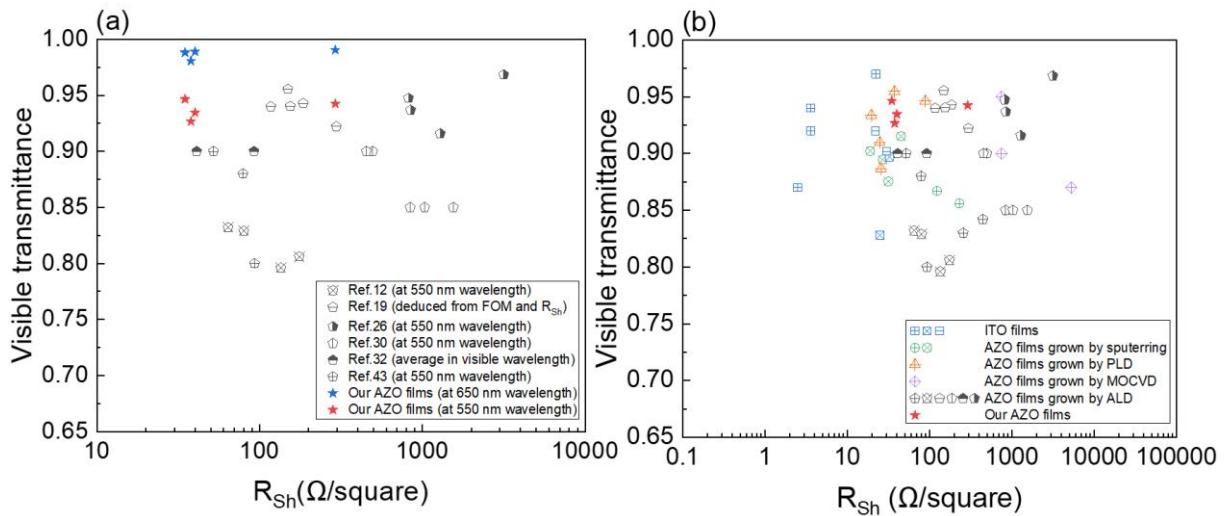 (a)
Visible transmittance
1.00
0.95
0.90
0.85
0.80
0.75
0.70
0.65
10
100
1000
10000
R_Sh(Ω/square)
Ref.12 (at 550 nm wavelength)
Ref.19 (deduced from FOM and R_Sh)
Ref.26 (at 550 nm wavelength)
Ref.30 (at 550 nm wavelength)
Ref.32 (average in visible wavelength)
Ref.43 (at 550 nm wavelength)
Our AZO films (at 650 nm wavelength)
Our AZO films (at 550 nm wavelength)
(b)
Visible transmittance
1.00
0.95
0.90
0.85
0.80
0.75
0.70
0.65
0.1
1
10
100
1000
10000
100000
R_Sh (Ω/square)
ITO films
AZO films grown by sputerring
AZO films grown by PLD
AZO films grown by MOCVD
AZO films grown by ALD
Our AZO films